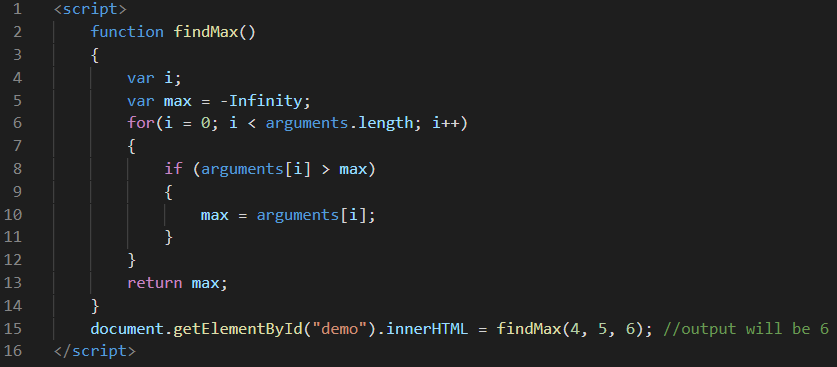 1 <script>
2 function findMax()
3 {
4 var i;
5 var max = -Infinity;
6 for(i = 0; i < arguments.length; i++)
7 {
8 if (arguments[i] > max)
9 {
10 max = arguments[i];
11 }
12 }
13 return max;
14 }
15 document.getElementById("demo").innerHTML = findMax(4, 5, 6); //output will be 6
16 </script>